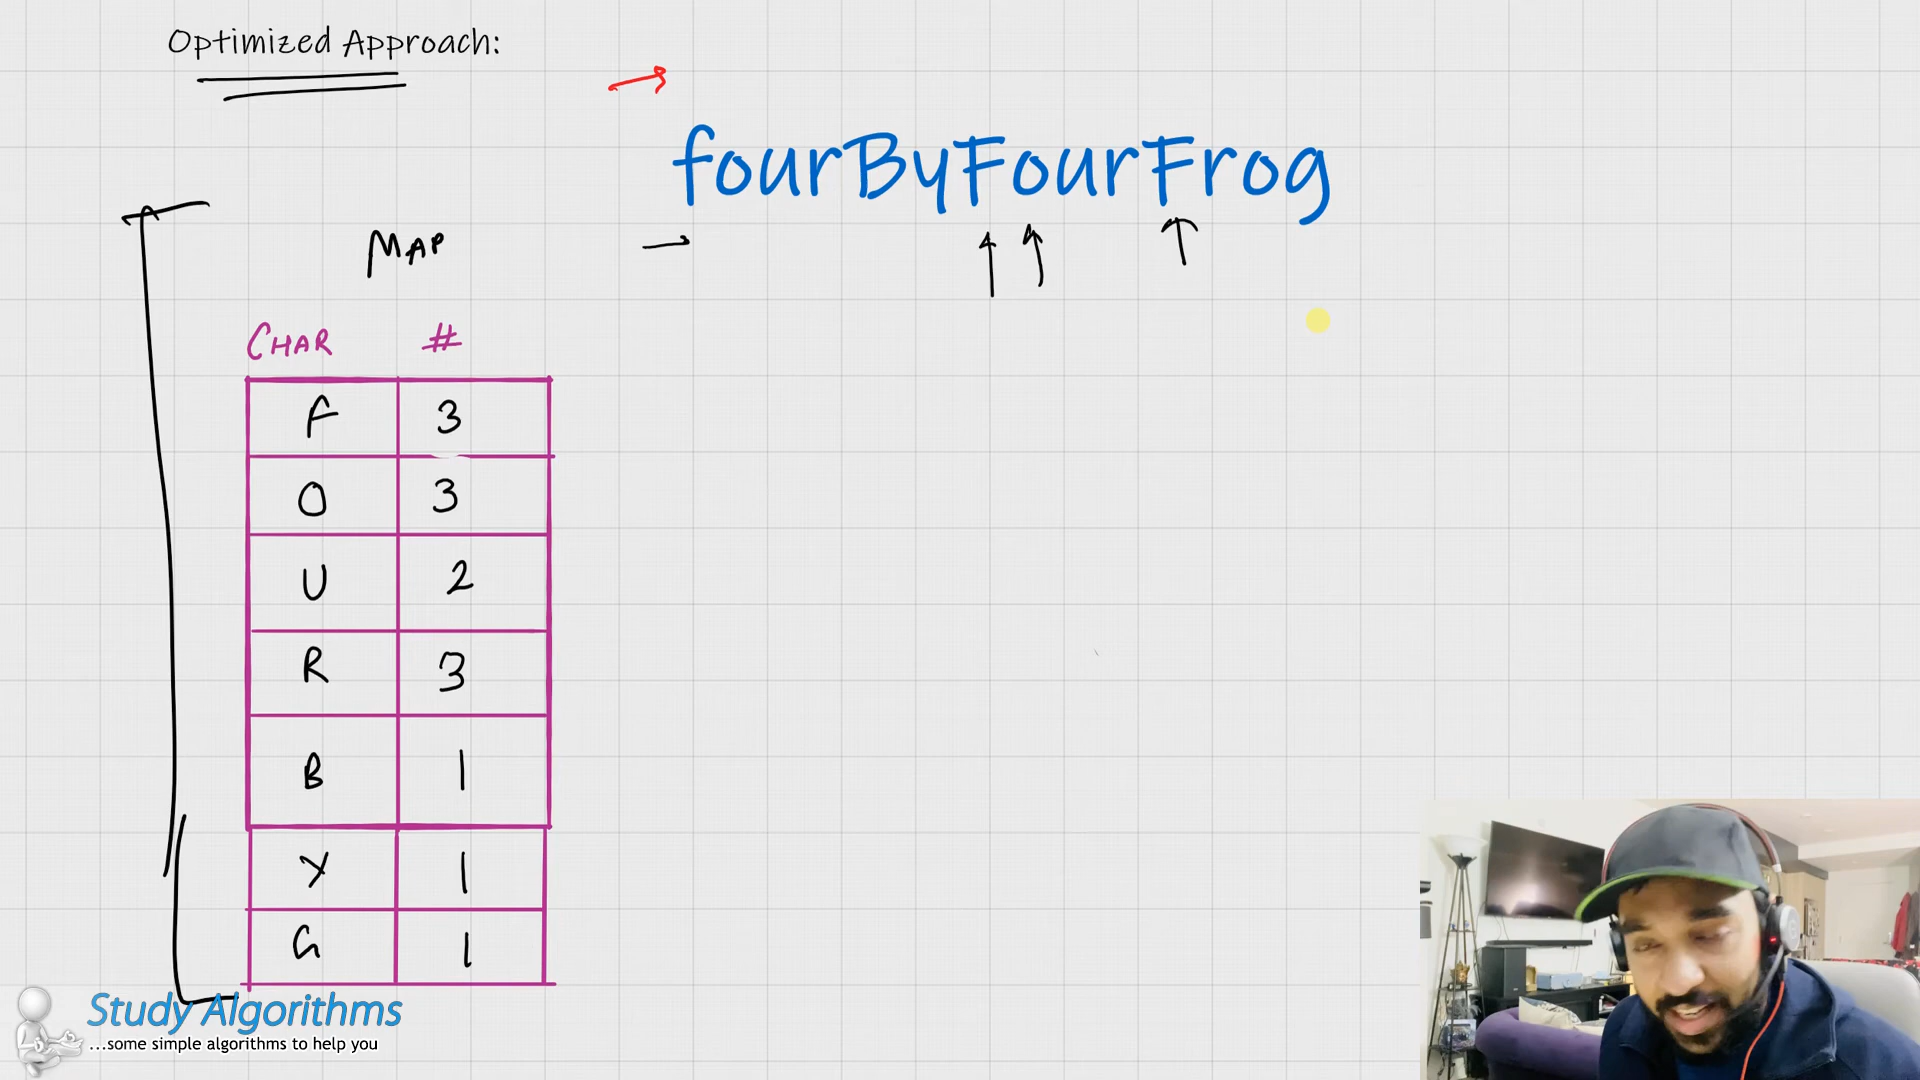 Optimized Approach:
fourByFourFrog
MAP
CHAR #
F 3
O 3
U 2
R 3
B 1
Y 1
G 1
Study Algorithms
...some simple algorithms to help you